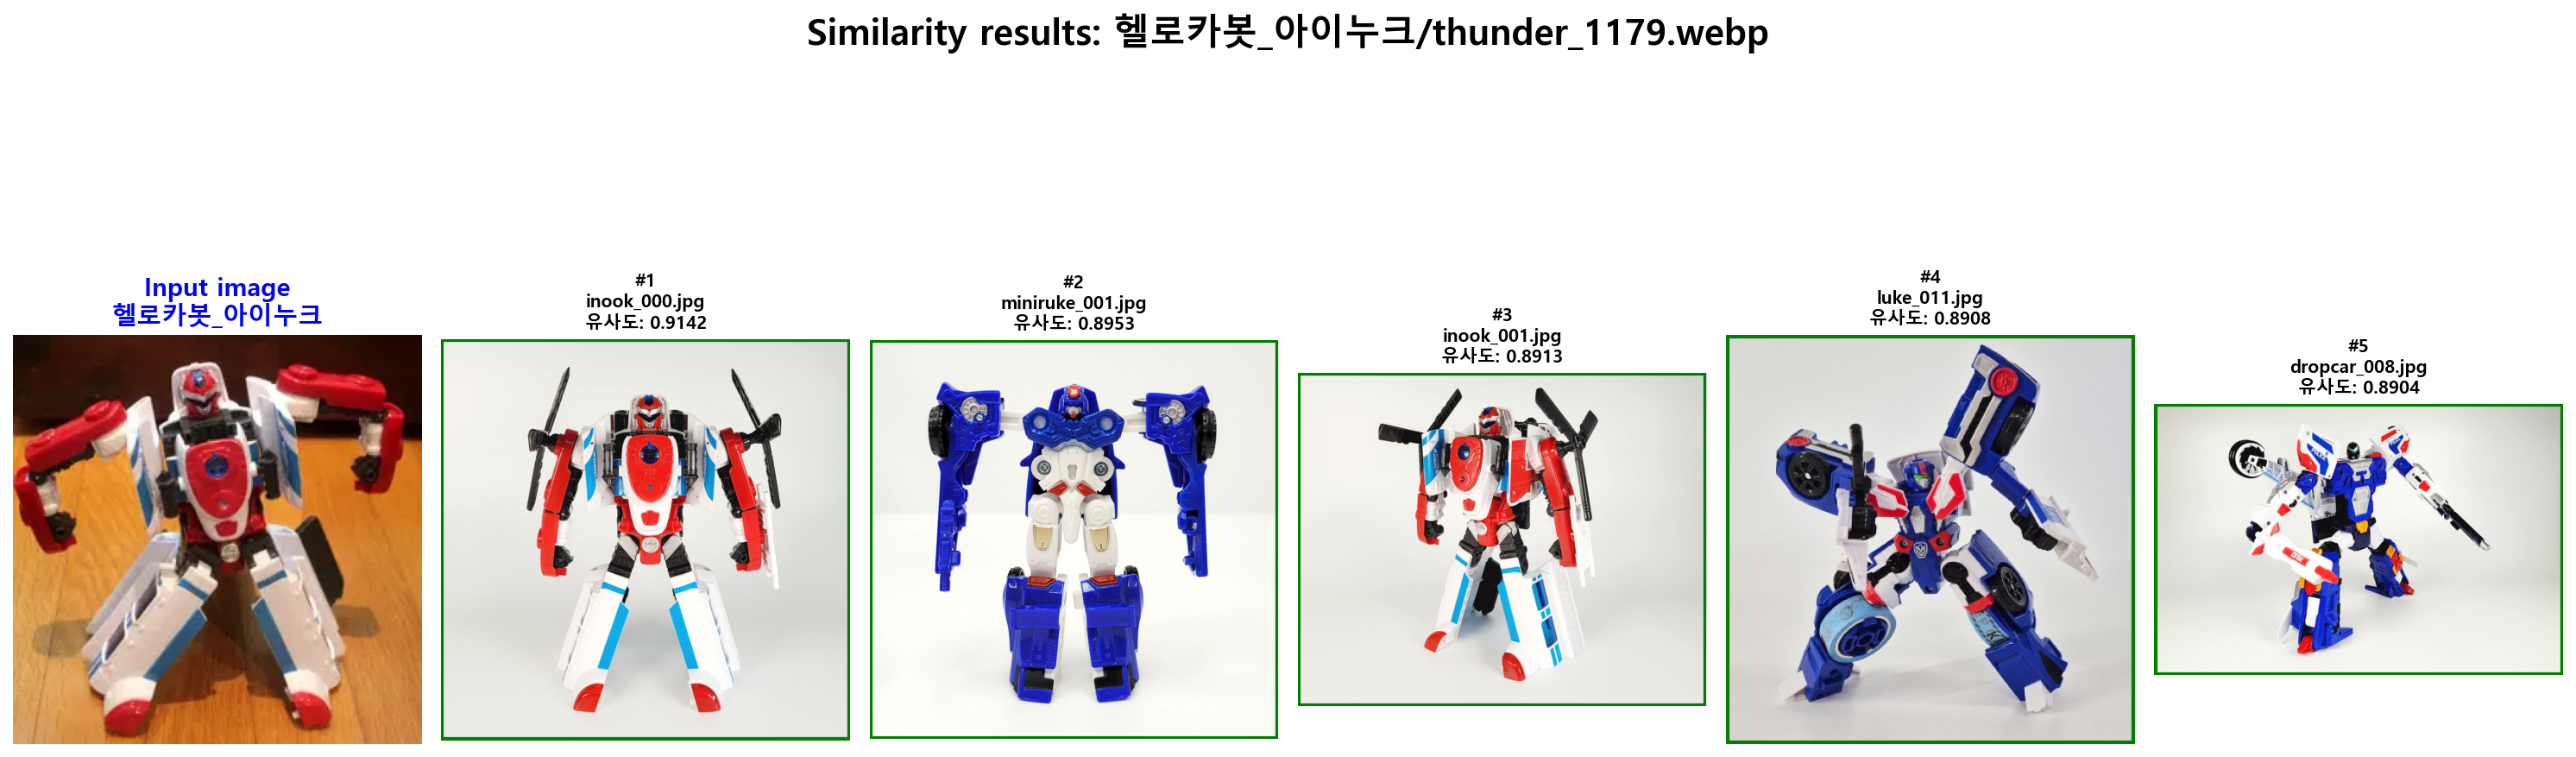 Similarity results: 헬로카봇_아이누크/thunder_1179.webp
Input image
헬로카봇_아이누크
#1
inook_000.jpg
유사도: 0.9142
#2
miniruke_001.jpg
유사도: 0.8953
#3
inook_001.jpg
유사도: 0.8913
#4
luke_011.jpg
유사도: 0.8908
#5
dropcar_008.jpg
유사도: 0.8904